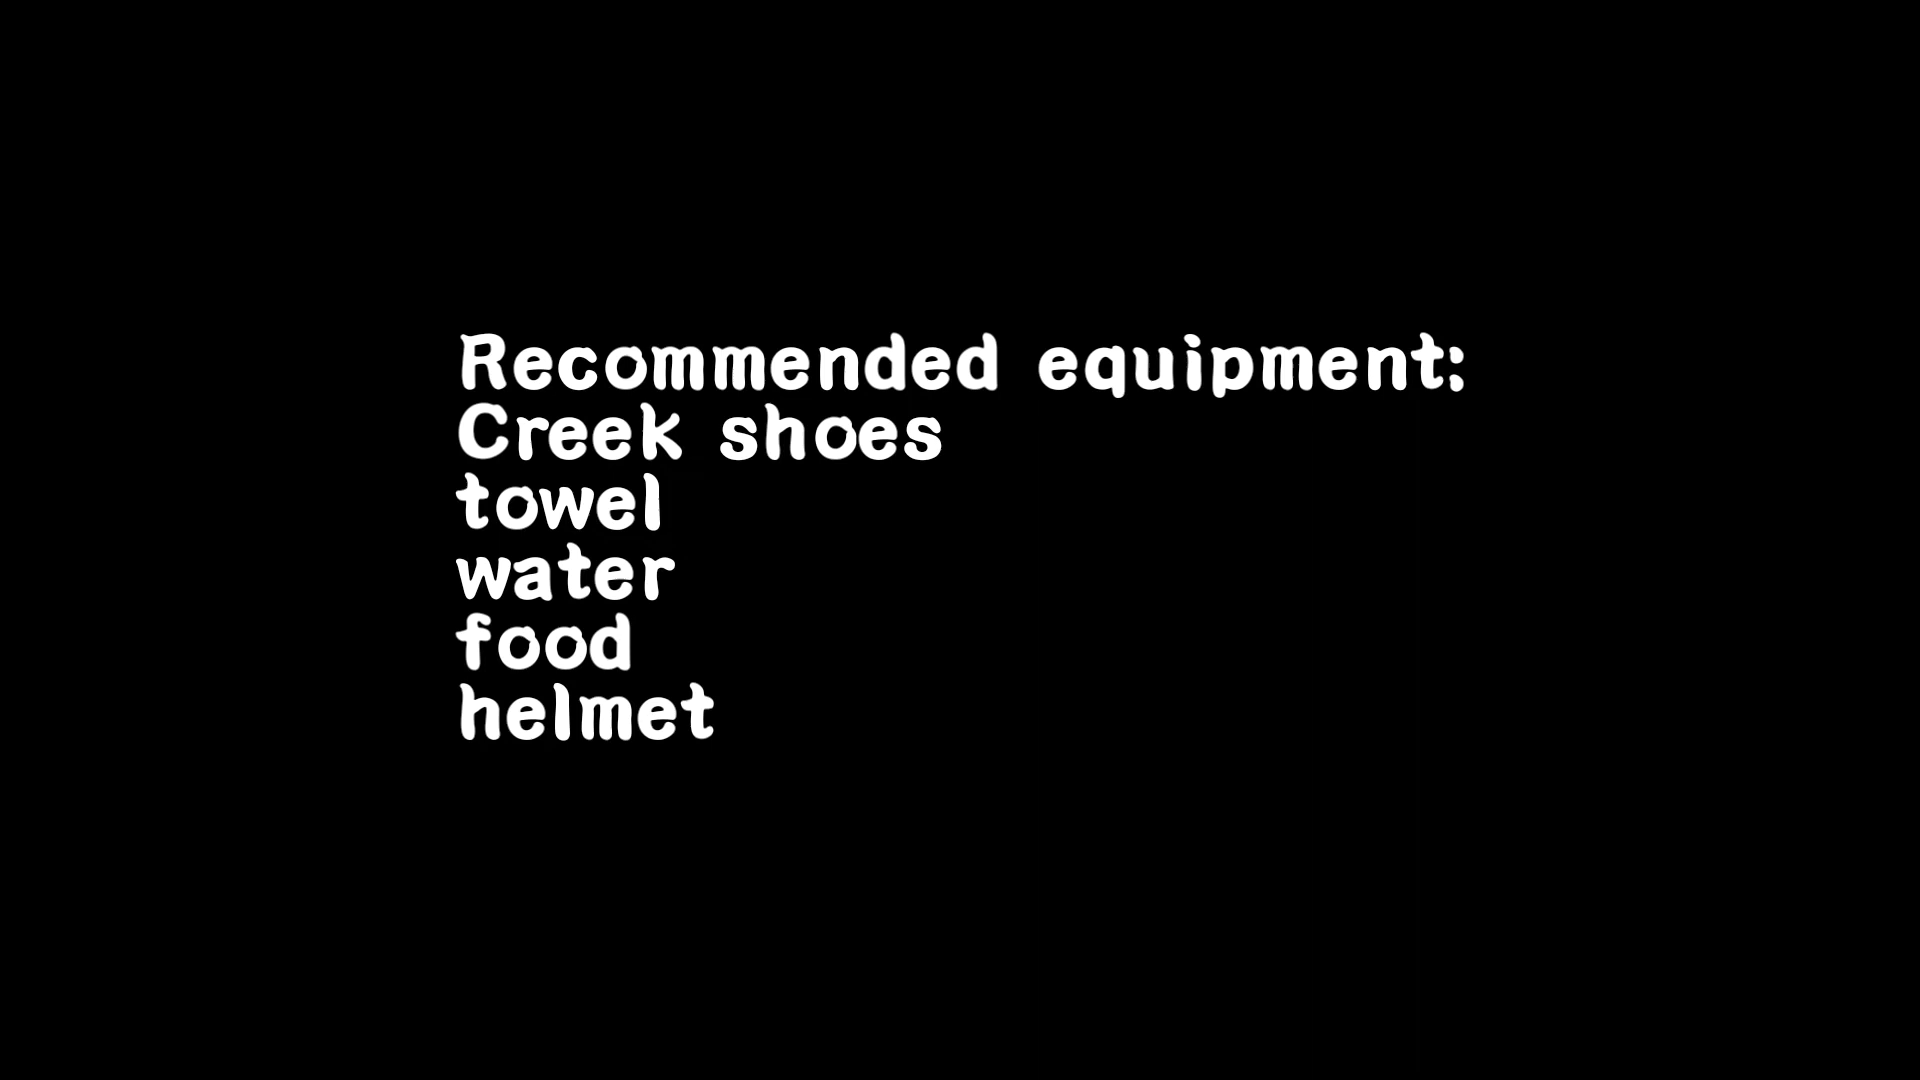 Recommended equipment:
Creek shoes
towel
water
food
helmet